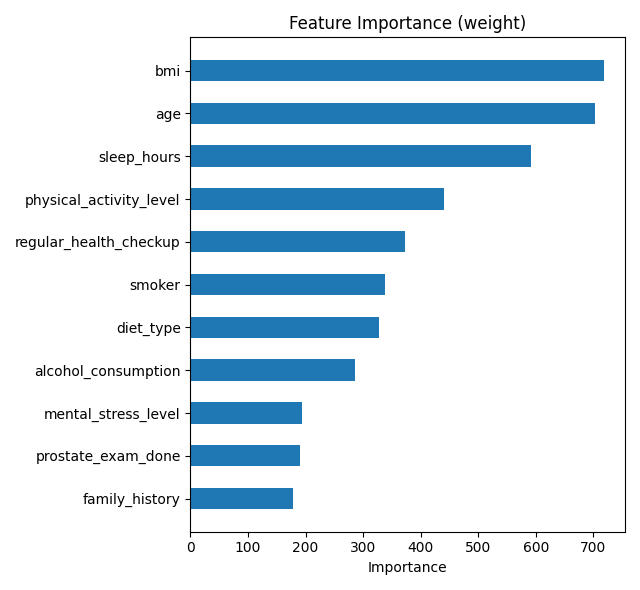 Feature Importance (weight)
bmi
age
sleep_hours
physical_activity_level
regular_health_checkup
smoker
diet_type
alcohol_consumption
mental_stress_level
prostate_exam_done
family_history
0 100 200 300 400 500 600 700
Importance